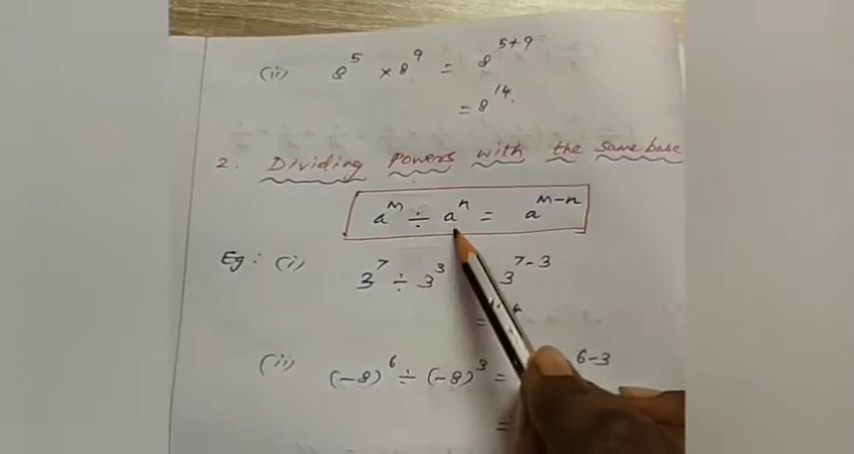 (ii) 8^5 × 8^9 = 8^{5+9}
= 8^{14}.
2. Dividing Powers with the same base
a^m ÷ a^n = a^{m-n}
Eg: (i) 3^7 ÷ 3^3 3^{7-3}
= 4
(ii) (-8)^6 ÷ (-8)^3 = 6-3
=